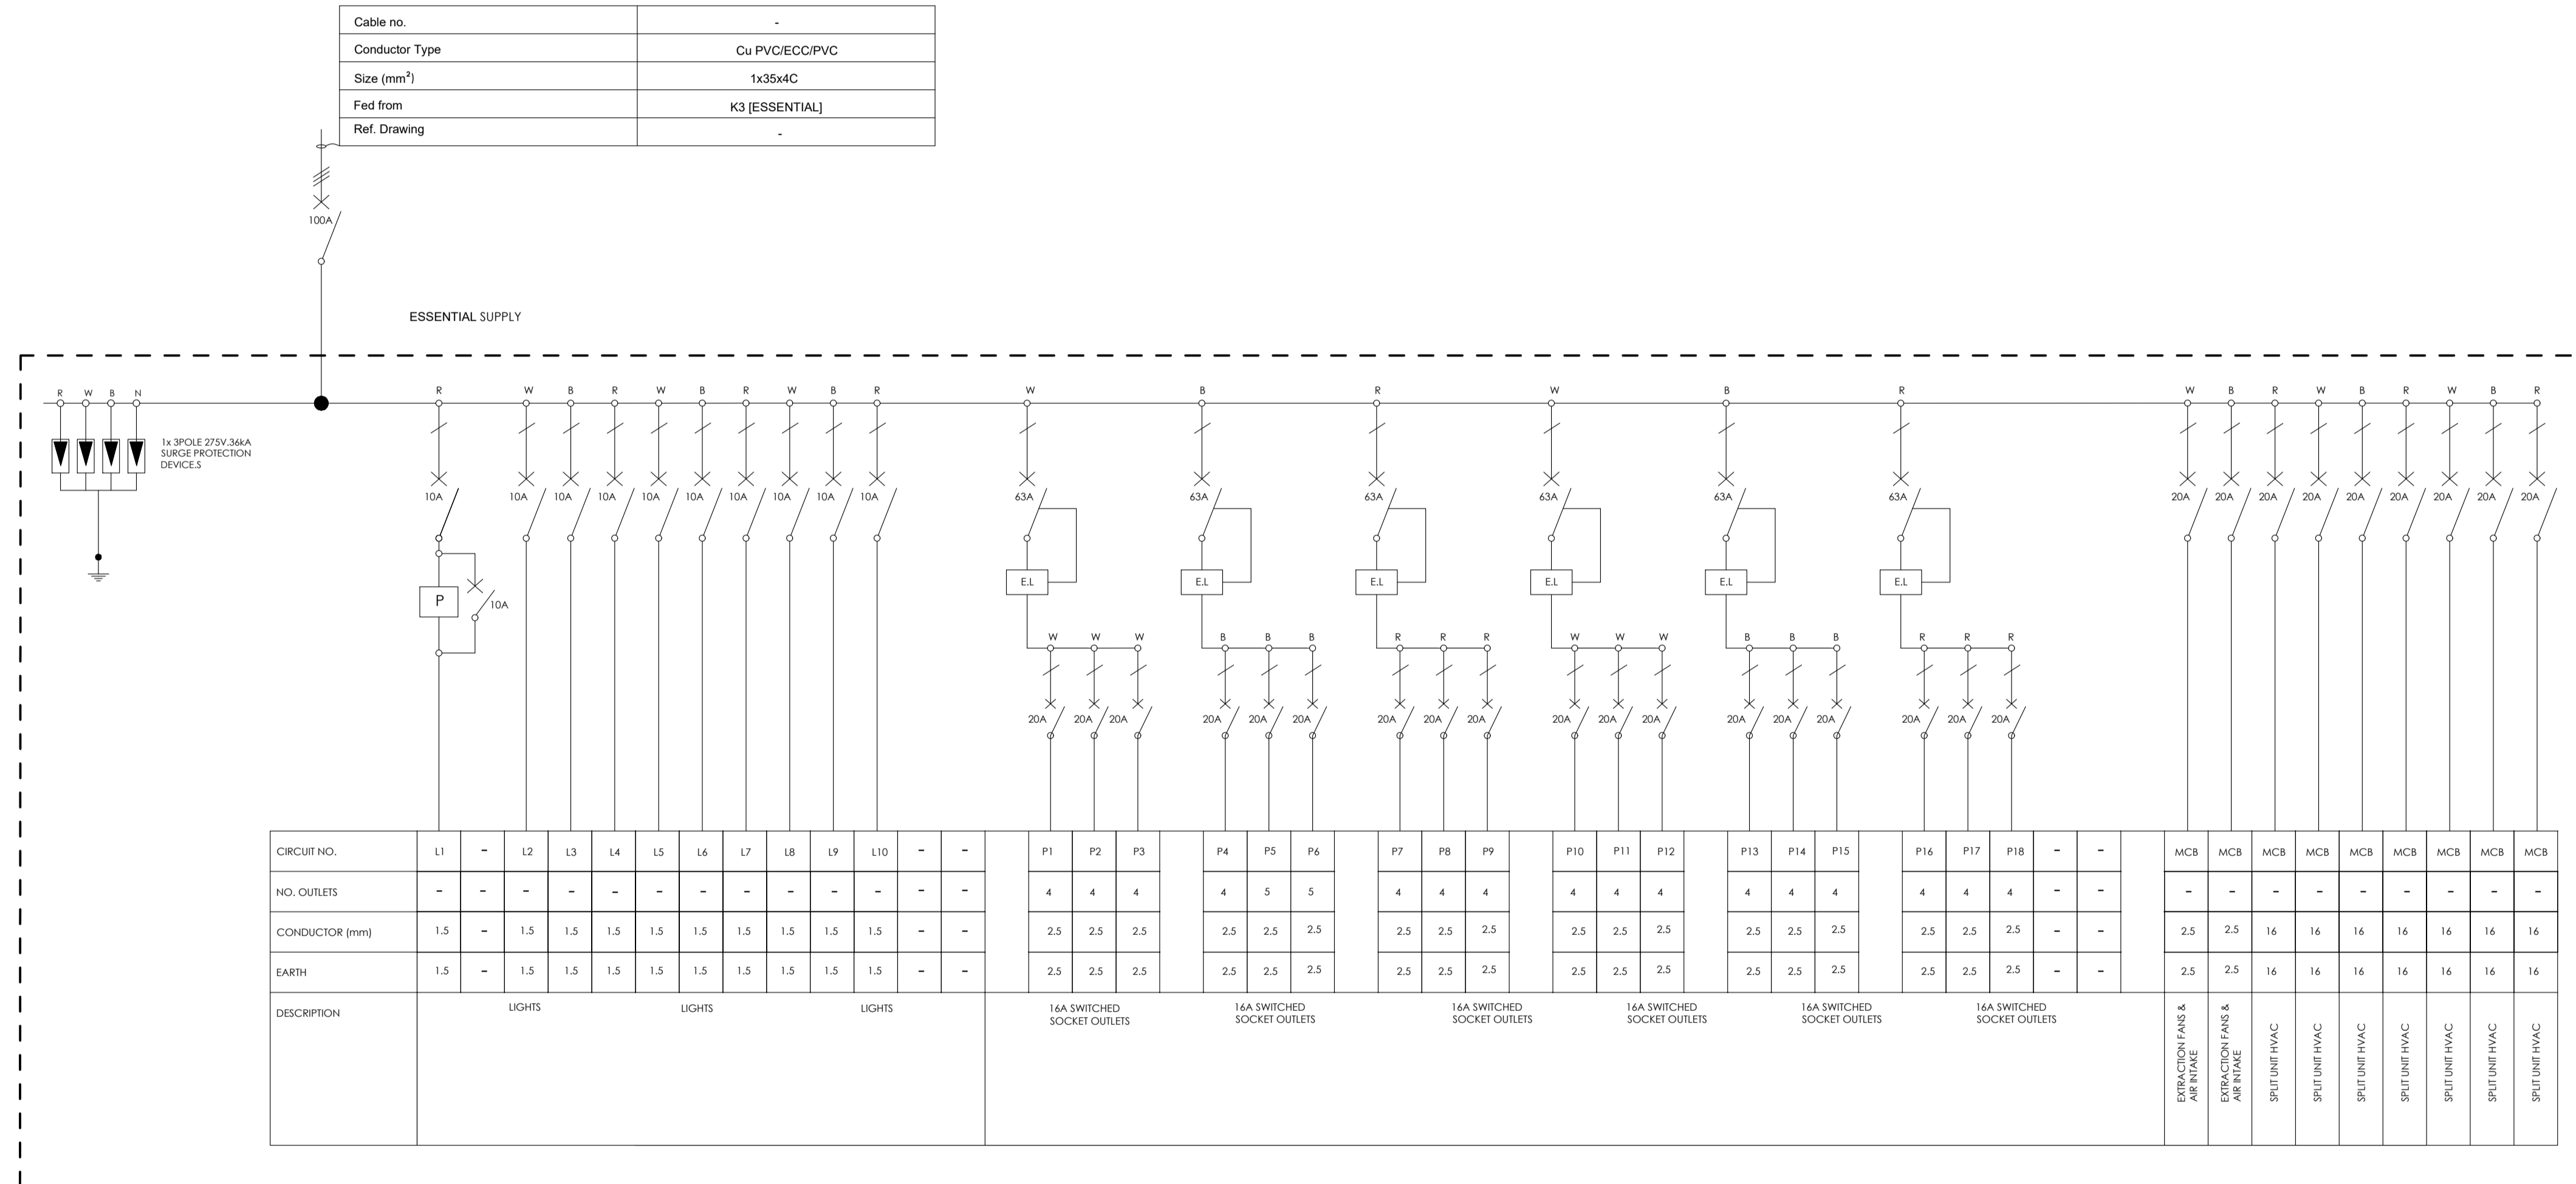 Cable no. -
Conductor Type Cu PVC/ECC/PVC
Size (mm²) 1x35x4C
Fed from K3 [ESSENTIAL]
Ref. Drawing -
100A
ESSENTIAL SUPPLY
R W B N R W B R W B R W B R W B R W B R W B R W B R W B R
1x 3POLE 275V.36kA
SURGE PROTECTION
DEVICE.S
10A 10A 10A 10A 10A 10A 10A 10A 10A 10A 63A 63A 63A 63A 63A 63A 20A 20A 20A 20A 20A 20A 20A 20A 20A
E.L E.L E.L E.L E.L E.L
P 10A
W W W B B B R R R W W W B B B R R R
20A 20A 20A 20A 20A 20A 20A 20A 20A 20A 20A 20A 20A 20A 20A 20A 20A 20A
CIRCUIT NO. L1 - L2 L3 L4 L5 L6 L7 L8 L9 L10 - - P1 P2 P3 P4 P5 P6 P7 P8 P9 P10 P11 P12 P13 P14 P15 P16 P17 P18 - - MCB MCB MCB MCB MCB MCB MCB MCB MCB
NO. OUTLETS - - - - - - - - - - - - - 4 4 4 4 5 5 4 4 4 4 4 4 4 4 4 4 4 4 - - - - - - - - - - -
CONDUCTOR (mm) 1.5 - 1.5 1.5 1.5 1.5 1.5 1.5 1.5 1.5 1.5 - - 2.5 2.5 2.5 2.5 2.5 2.5 2.5 2.5 2.5 2.5 2.5 2.5 2.5 2.5 2.5 2.5 2.5 2.5 - - 2.5 2.5 16 16 16 16 16 16 16
EARTH 1.5 - 1.5 1.5 1.5 1.5 1.5 1.5 1.5 1.5 1.5 - - 2.5 2.5 2.5 2.5 2.5 2.5 2.5 2.5 2.5 2.5 2.5 2.5 2.5 2.5 2.5 2.5 2.5 2.5 - - 2.5 2.5 16 16 16 16 16 16 16
DESCRIPTION LIGHTS LIGHTS LIGHTS
16A SWITCHED
SOCKET OUTLETS
16A SWITCHED
SOCKET OUTLETS
16A SWITCHED
SOCKET OUTLETS
16A SWITCHED
SOCKET OUTLETS
16A SWITCHED
SOCKET OUTLETS
16A SWITCHED
SOCKET OUTLETS
EXTRACTION FANS &
AIR INTAKE
EXTRACTION FANS &
AIR INTAKE
SPLIT UNIT HVAC
SPLIT UNIT HVAC
SPLIT UNIT HVAC
SPLIT UNIT HVAC
SPLIT UNIT HVAC
SPLIT UNIT HVAC
SPLIT UNIT HVAC